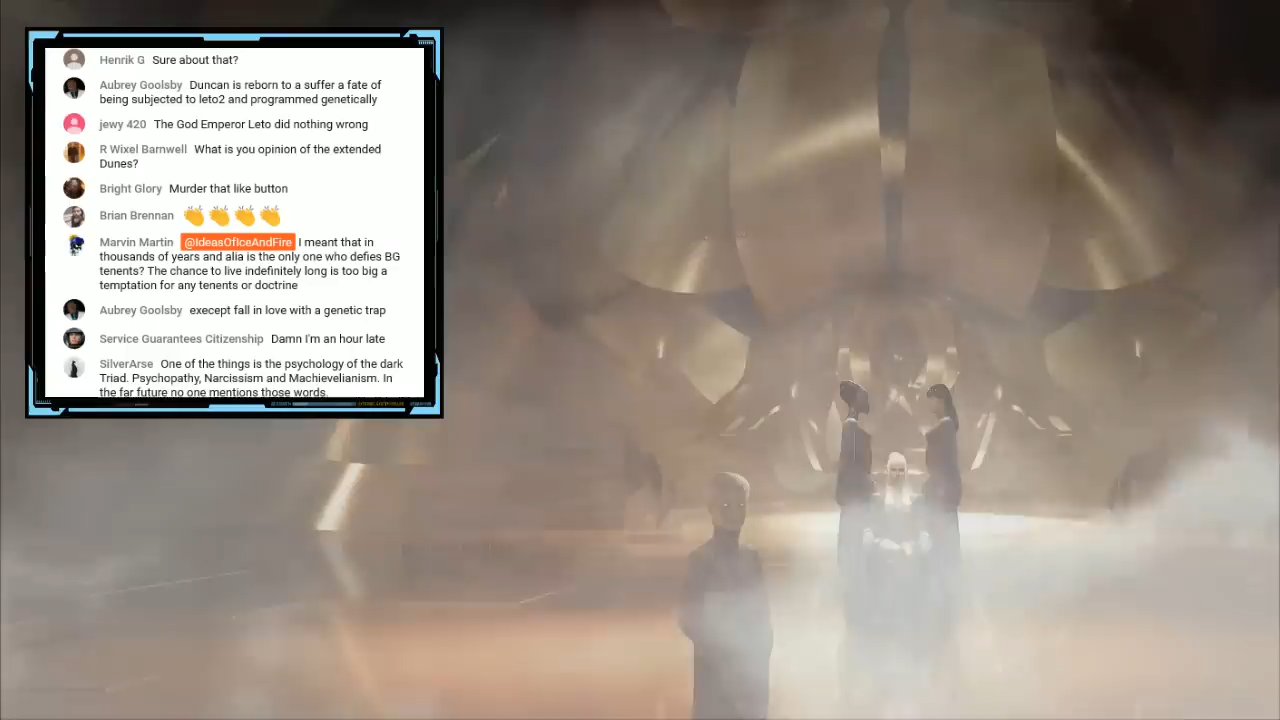 Henrik G Sure about that?
Aubrey Goolsby Duncan is reborn to a suffer a fate of
being subjected to leto2 and programmed genetically
jewy 420 The God Emperor Leto did nothing wrong
R Wixel Barnwell What is you opinion of the extended
Dunes?
Bright Glory Murder that like button
Brian Brennan 👏 👏 👏 👏
Marvin Martin @IdeasOfIceAndFire I meant that in
thousands of years and alia is the only one who defies BG
tenents? The chance to live indefinitely long is too big a
temptation for any tenents or doctrine
Aubrey Goolsby execept fall in love with a genetic trap
Service Guarantees Citizenship Damn I'm an hour late
SilverArse One of the things is the psychology of the dark
Triad. Psychopathy, Narcissism and Machievelianism. In
the far future no one mentions those words.